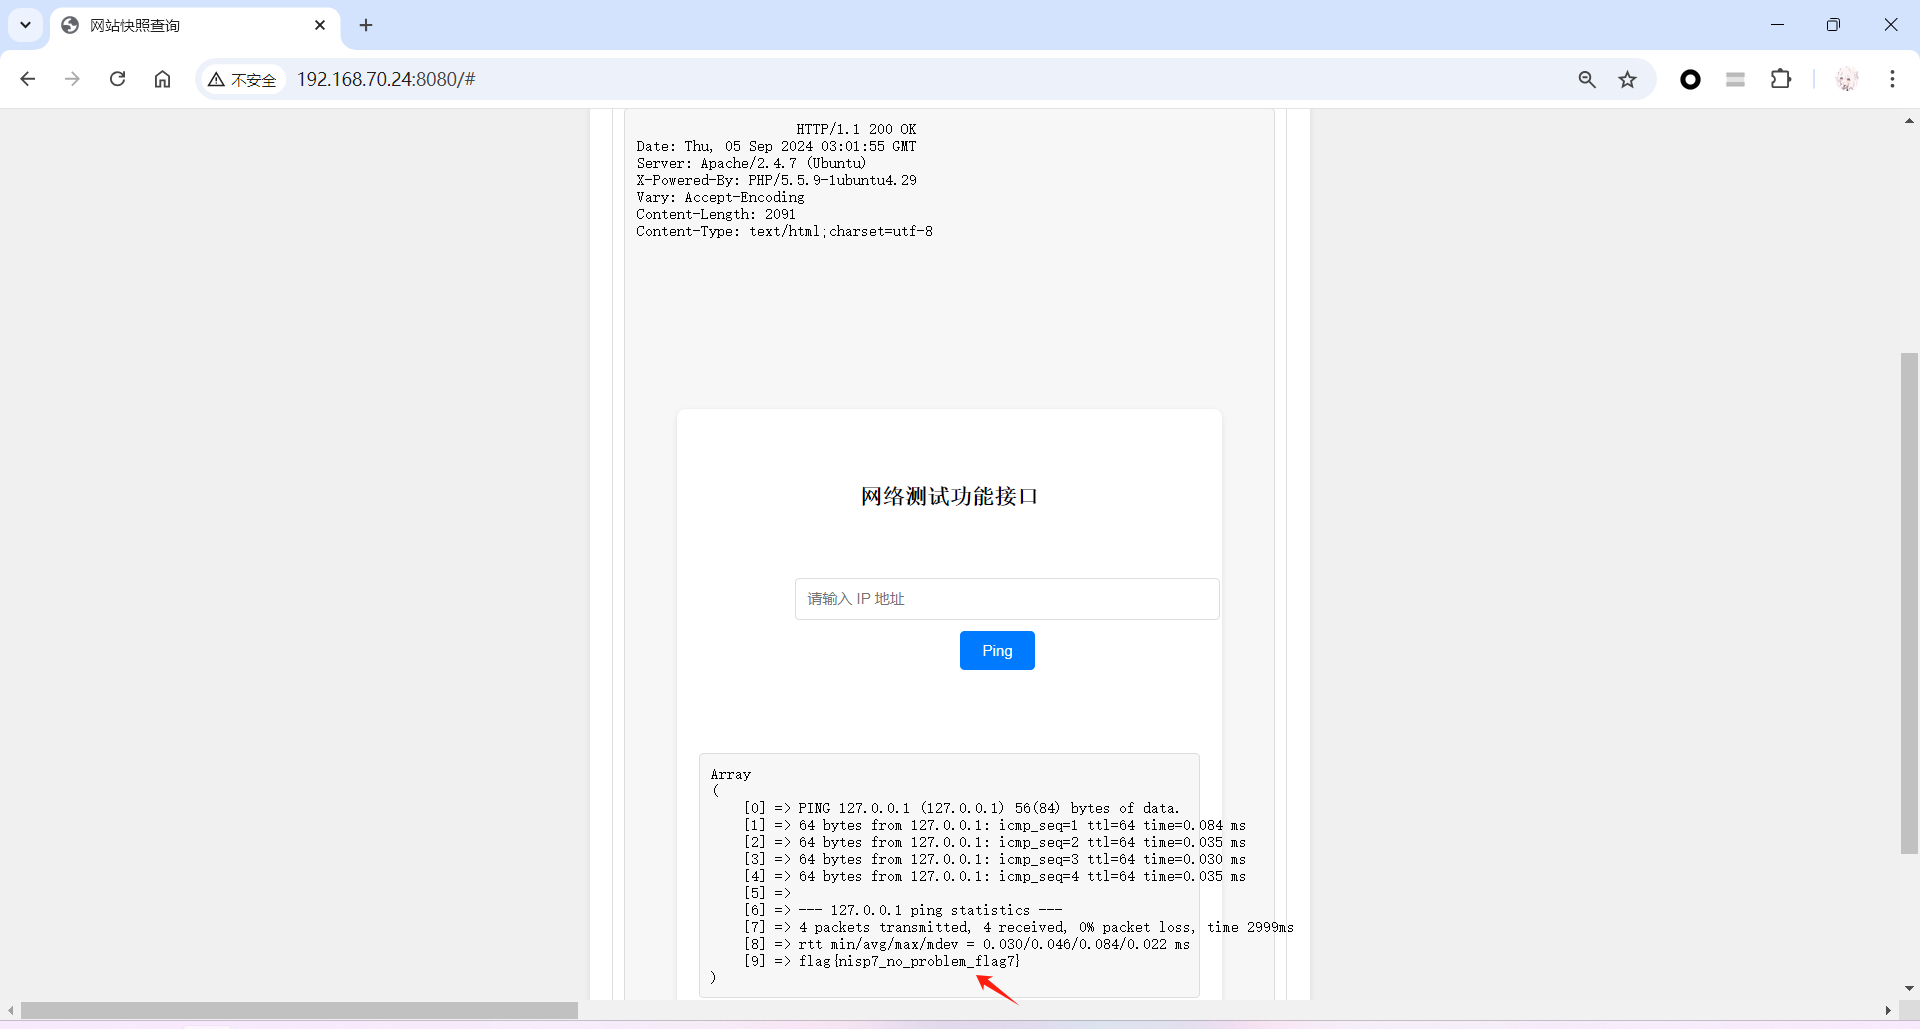 网站快照查询
不安全
192.168.70.24:8080/#
HTTP/1.1 200 OK
Date: Thu, 05 Sep 2024 03:01:55 GMT
Server: Apache/2.4.7 (Ubuntu)
X-Powered-By: PHP/5.5.9-1ubuntu4.29
Vary: Accept-Encoding
Content-Length: 2091
Content-Type: text/html;charset=utf-8
网络测试功能接口
请输入 IP 地址
Ping
Array
(
[0] => PING 127.0.0.1 (127.0.0.1) 56(84) bytes of data.
[1] => 64 bytes from 127.0.0.1: icmp_seq=1 ttl=64 time=0.084 ms
[2] => 64 bytes from 127.0.0.1: icmp_seq=2 ttl=64 time=0.035 ms
[3] => 64 bytes from 127.0.0.1: icmp_seq=3 ttl=64 time=0.030 ms
[4] => 64 bytes from 127.0.0.1: icmp_seq=4 ttl=64 time=0.035 ms
[5] =>
[6] => --- 127.0.0.1 ping statistics ---
[7] => 4 packets transmitted, 4 received, 0% packet loss, time 2999ms
[8] => rtt min/avg/max/mdev = 0.030/0.046/0.084/0.022 ms
[9] => flag{nisp7_no_problem_flag7}
)